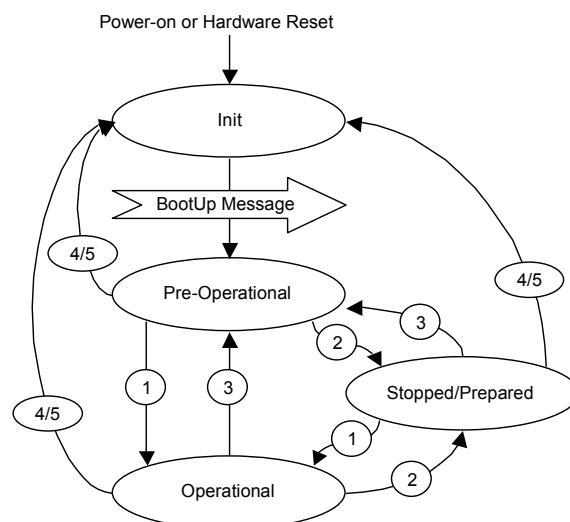 Power-on or Hardware Reset
Init
BootUp Message
4/5
4/5
Pre-Operational
3
2
1
3
Stopped/Prepared
4/5
1
2
Operational